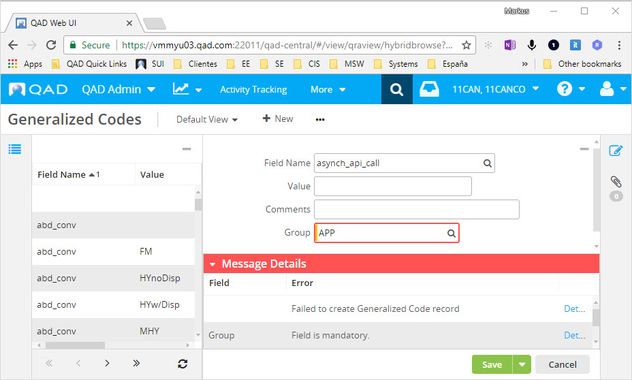 Markus
QAD Web UI
Secure https://vmmyu03.qad.com:22011/qad-central/#/view/qraview/hybridbrowse?...
Apps QAD Quick Links SUI Clientes EE SE CIS MSW Systems España » Other bookmarks
QAD QAD Admin Activity Tracking More 11CAN, 11CANCO ?
Generalized Codes Default View + New •••
Field Name 1 Value
abd_conv
abd_conv FM
abd_conv HYnoDisp
abd_conv HYw/Disp
abd_conv MHY
Field Name asynch_api_call
Value
Comments
Group APP
0
Message Details
Field Error
Failed to create Generalized Code record Det...
Group Field is mandatory. Det...
Save Cancel